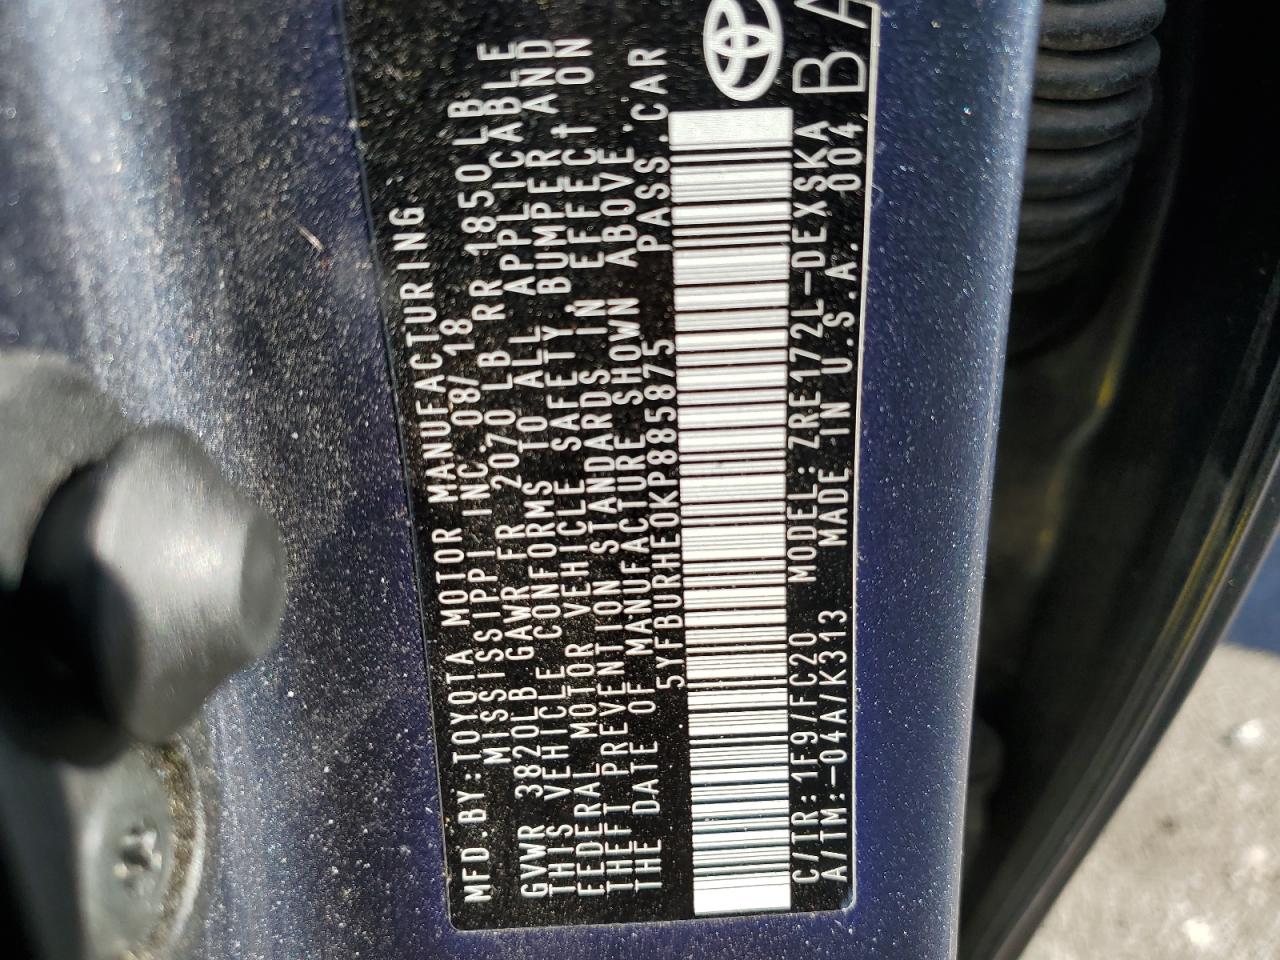 MFD.BY:TOYOTA MOTOR MANUFACTURING
MISSISSIPPI INC. 08/18
GVWR 3820LB GAWR FR 2070LB RR 1850LB
THIS VEHICLE CONFORMS TO ALL APPLICABLE
FEDERAL MOTOR VEHICLE SAFETY, BUMPER, AND
THEFT PREVENTION STANDARDS IN EFFECT ON
THE DATE OF MANUFACTURE SHOWN ABOVE.
5YFBURHE0KP885875 PASS.CAR
C/TR: 1F9/FC20 MODEL: ZRE172L-DEXSKA
A/TM:-04A/K313 MADE IN U.S.A. 004
BA